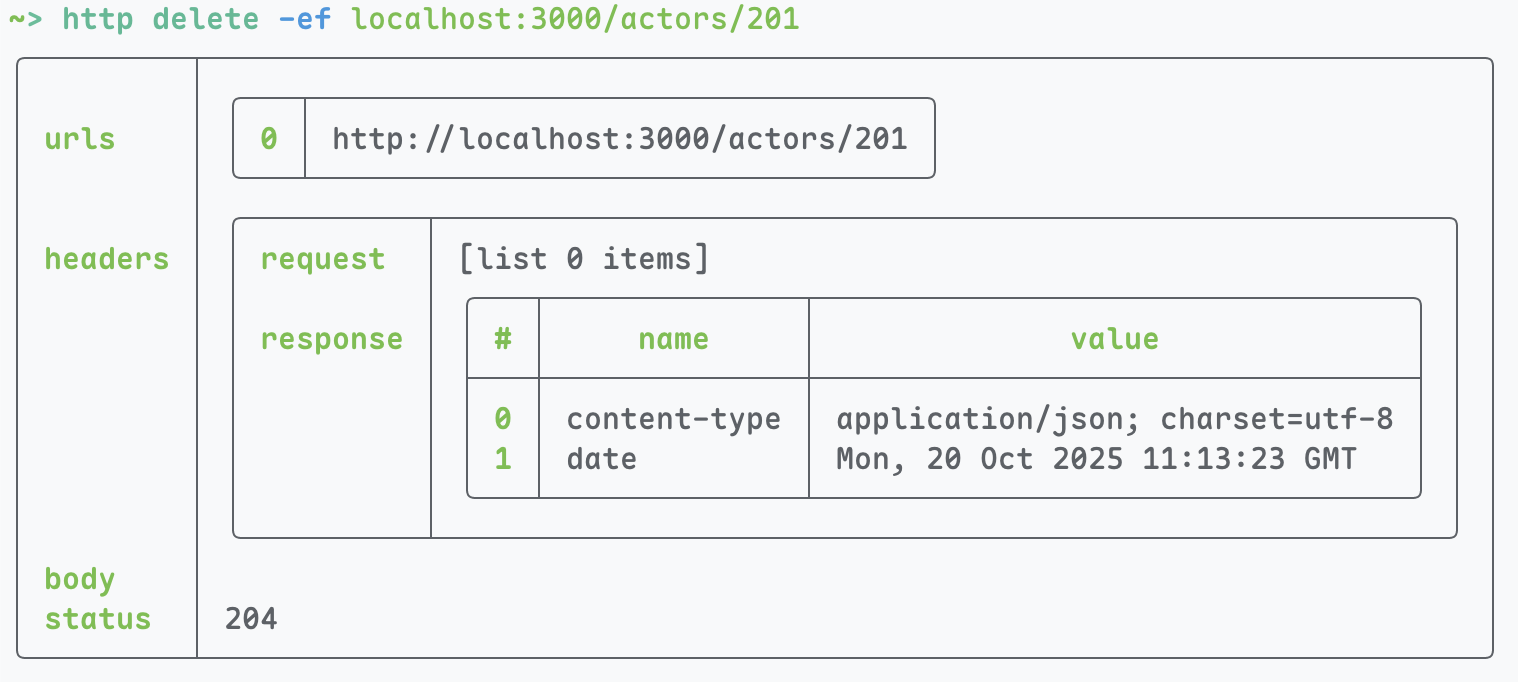 ~> http delete -ef localhost:3000/actors/201
urls 0 http://localhost:3000/actors/201
headers request [list 0 items]
response # name value
0 content-type application/json; charset=utf-8
1 date Mon, 20 Oct 2025 11:13:23 GMT
body
status 204